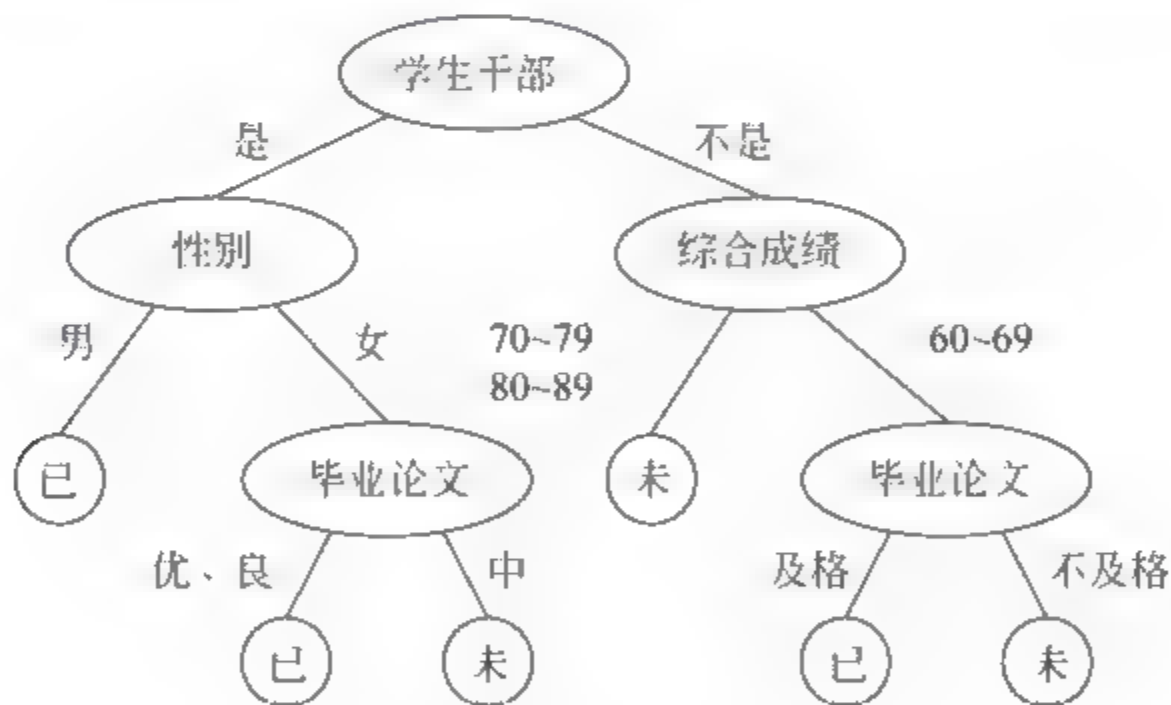 学生干部
是
不是
性别
综合成绩
男
女
70~79
80~89
60~69
已
毕业论文
未
毕业论文
优、良
中
及格
不及格
已
未
已
未